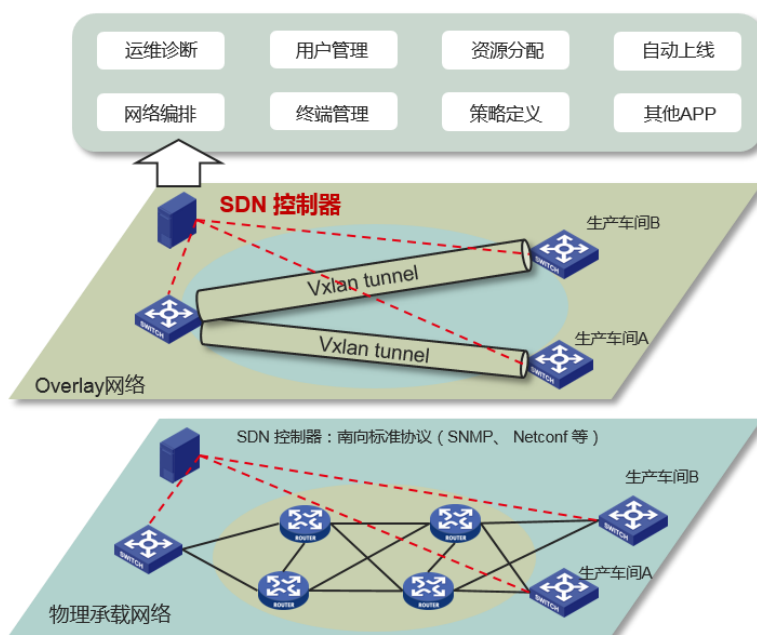 运维诊断 用户管理 资源分配 自动上线
网络编排 终端管理 策略定义 其他APP
SDN 控制器
生产车间B
SWITCH
Vxlan tunnel
SWITCH
生产车间A
Vxlan tunnel
SWITCH
Overlay网络
SDN 控制器：南向标准协议（SNMP、 Netconf 等）
生产车间B
ROUTER
ROUTER
SWITCH
SWITCH
生产车间A
ROUTER
ROUTER
SWITCH
物理承载网络